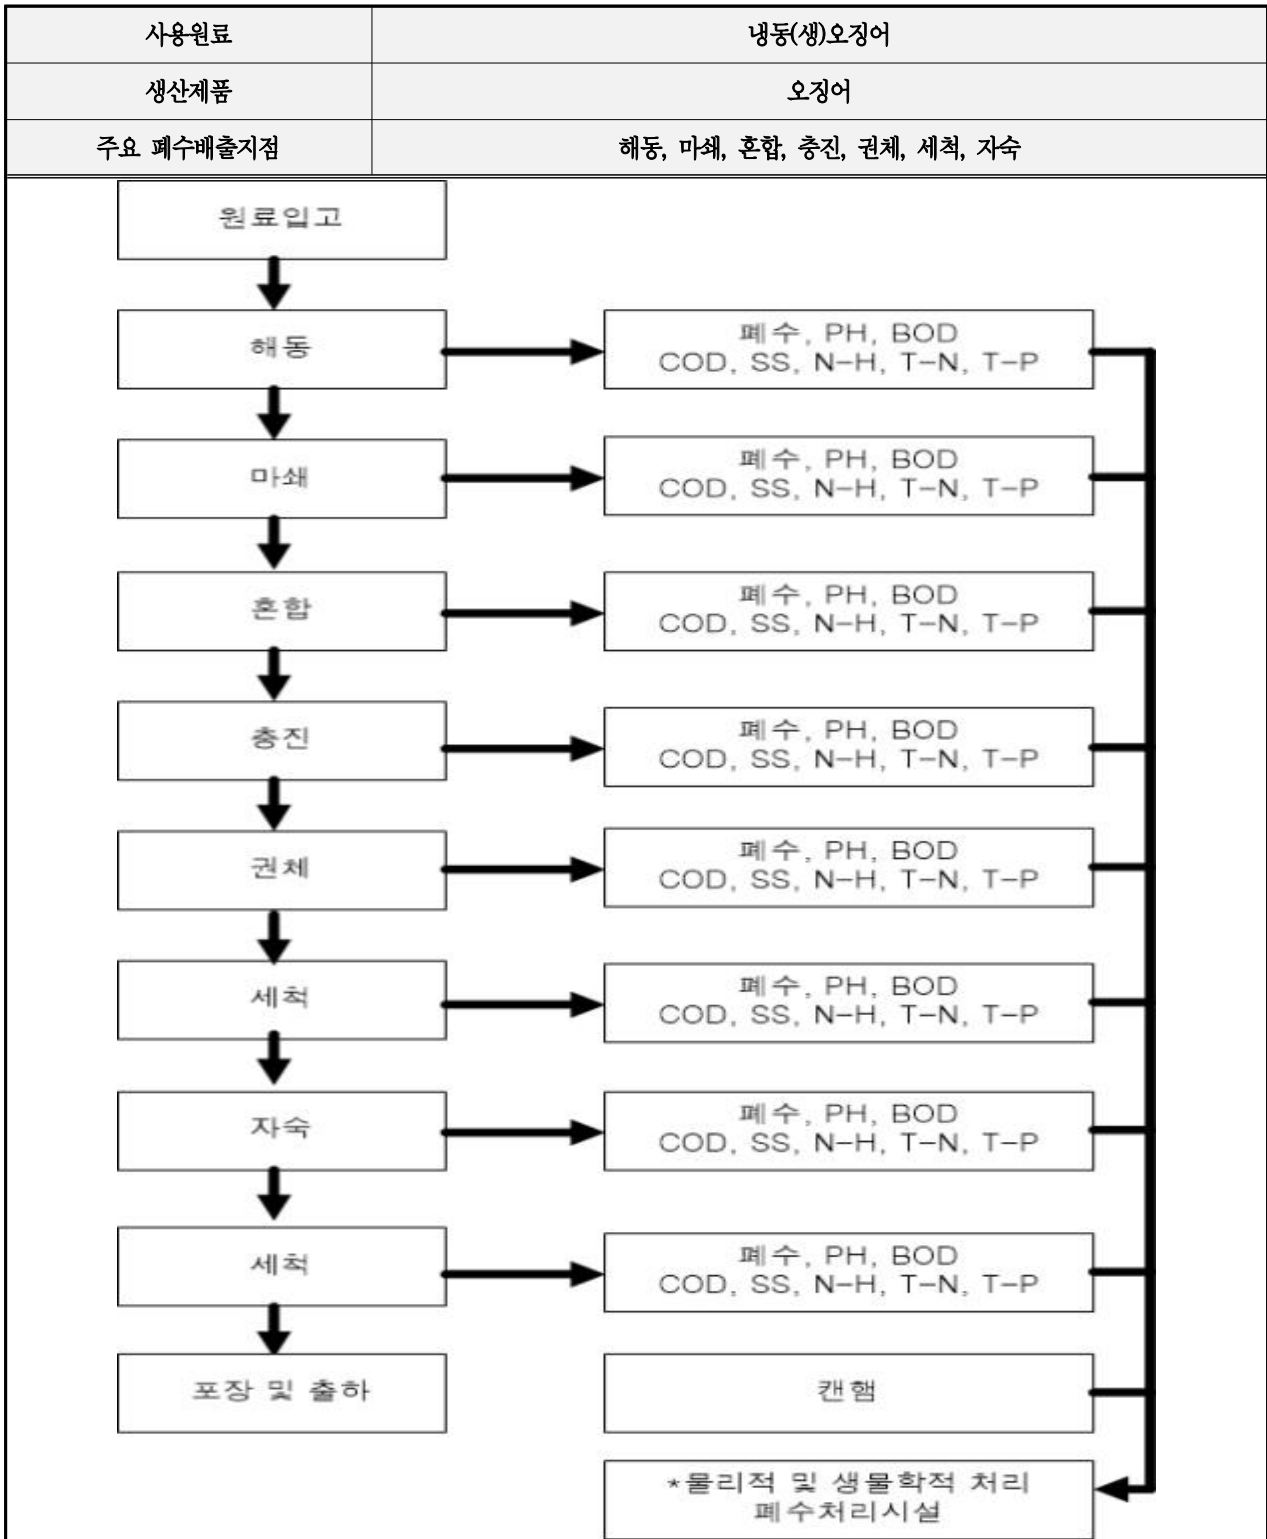 사용원료
냉동(생)오징어
생산제품
오징어
주요 폐수배출지점
해동, 마쇄, 혼합, 충진, 권체, 세척, 자숙
원료입고
해동
폐수, PH, BOD
COD, SS, N-H, T-N, T-P
마쇄
폐수, PH, BOD
COD, SS, N-H, T-N, T-P
혼합
폐수, PH, BOD
COD, SS, N-H, T-N, T-P
충진
폐수, PH, BOD
COD, SS, N-H, T-N, T-P
권체
폐수, PH, BOD
COD, SS, N-H, T-N, T-P
세척
폐수, PH, BOD
COD, SS, N-H, T-N, T-P
자숙
폐수, PH, BOD
COD, SS, N-H, T-N, T-P
세척
폐수, PH, BOD
COD, SS, N-H, T-N, T-P
포장 및 출하
캔햄
*물리적 및 생물학적 처리
폐수처리시설